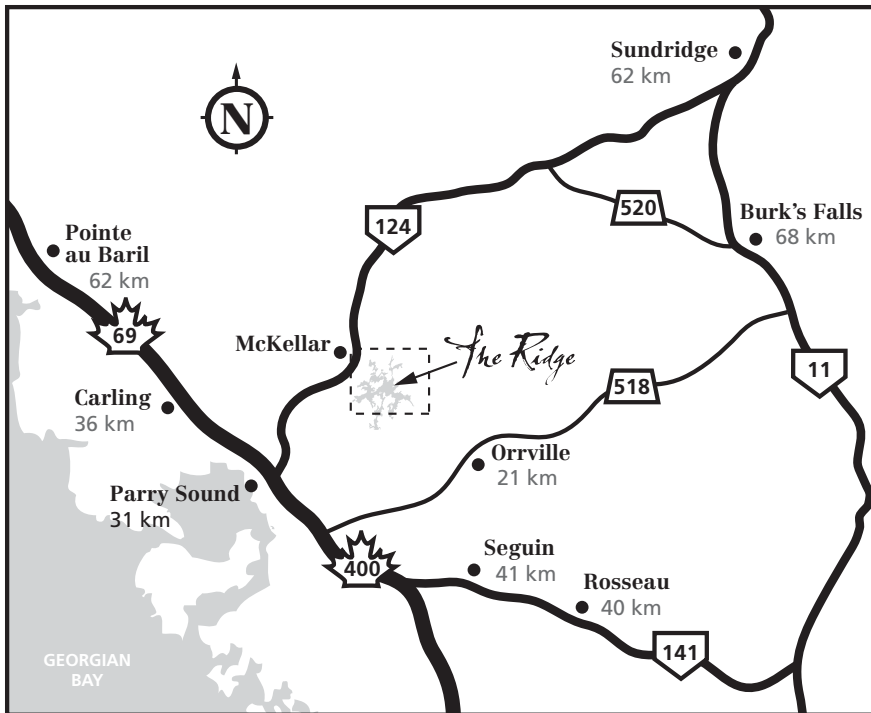 Sundridge
62 km
N
520
124
Burk's Falls
68 km
Pointe
au Baril
62 km
69
McKellar
The Ridge
11
518
Carling
36 km
Orrville
21 km
Parry Sound
31 km
Seguin
41 km
400
Rosseau
40 km
141
GEORGIAN
BAY